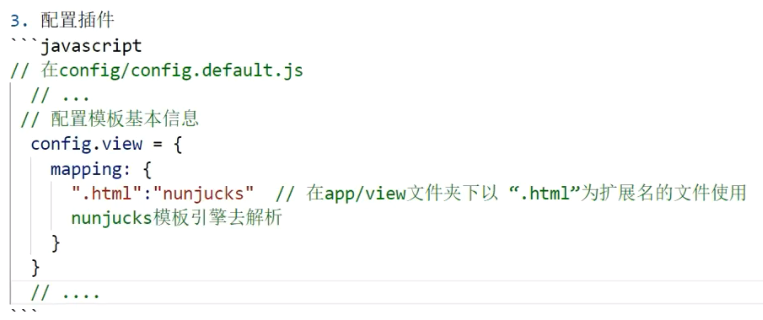 3. 配置插件
```javascript
// 在config/config.default.js
// ...
// 配置模板基本信息
config.view = {
mapping: {
".html":"nunjucks"  // 在app/view文件夹下以 “.html”为扩展名的文件使用
nunjucks模板引擎去解析
}
}
// ....
```